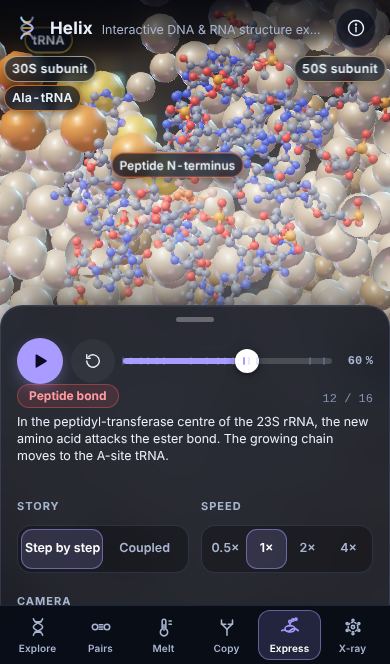 Helix Interactive DNA & RNA structure ex...
tRNA
30S subunit
50S subunit
Ala-tRNA
Peptide N-terminus
60 %
Peptide bond
12 / 16
In the peptidyl-transferase centre of the 23S rRNA, the new
amino acid attacks the ester bond. The growing chain
moves to the A-site tRNA.
STORY
SPEED
Step by step Coupled
0.5× 1× 2× 4×
CAMERA
Explore Pairs Melt Copy Express X-ray